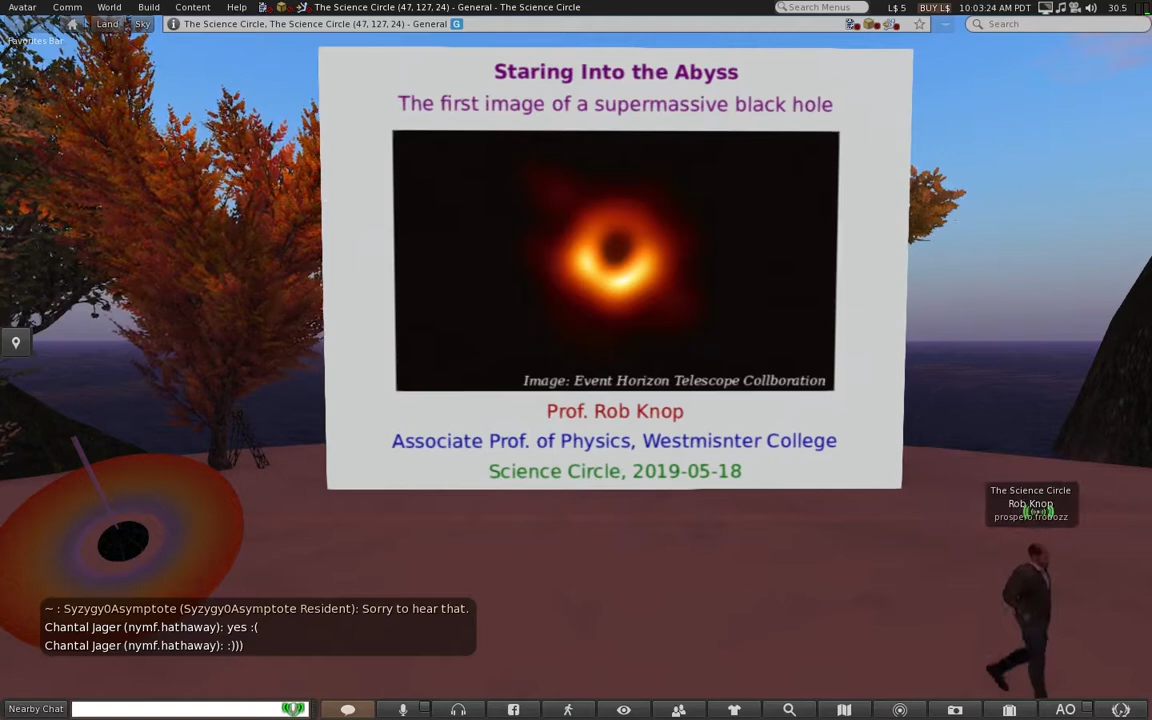 Avatar Comm World Build Content Help The Science Circle (47, 127, 24) - General - The Science Circle Search Menus L$ 5 BUY L$ 10:03:24 AM PDT 30.5
Land Sky The Science Circle, The Science Circle (47, 127, 24) - General G Search
Favorites Bar
Staring Into the Abyss
The first image of a supermassive black hole
Image: Event Horizon Telescope Collboration
Prof. Rob Knop
Associate Prof. of Physics, Westmisnter College
Science Circle, 2019-05-18
The Science Circle
Rob Knop
prospero.frobozz
~ : Syzygy0Asymptote (Syzygy0Asymptote Resident): Sorry to hear that.
Chantal Jager (nymf.hathaway): yes :(
Chantal Jager (nymf.hathaway): :)))
Nearby Chat AO